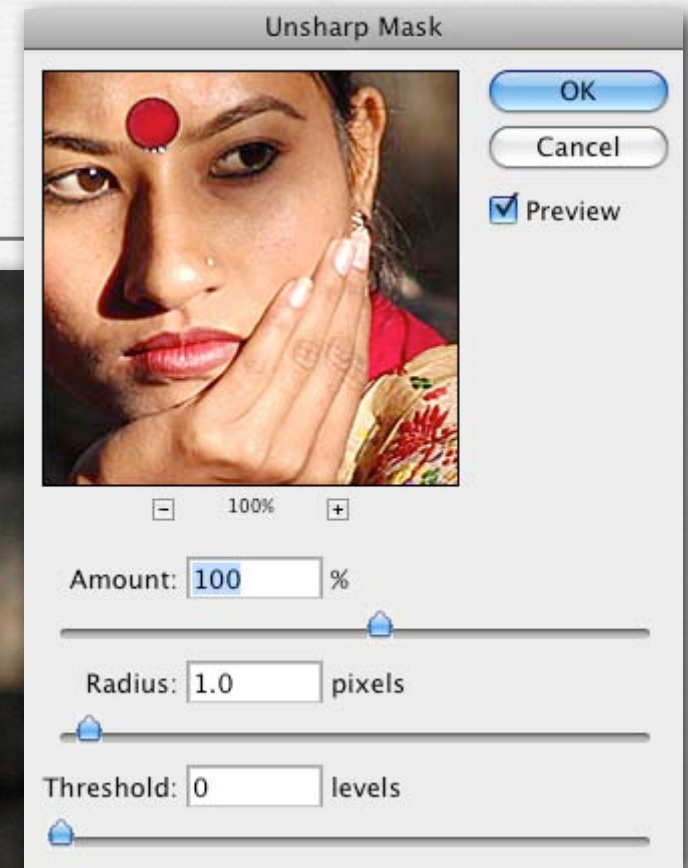 Unsharp Mask
OK
Cancel
Preview
100%
Amount: 100 %
Radius: 1.0 pixels
Threshold: 0 levels